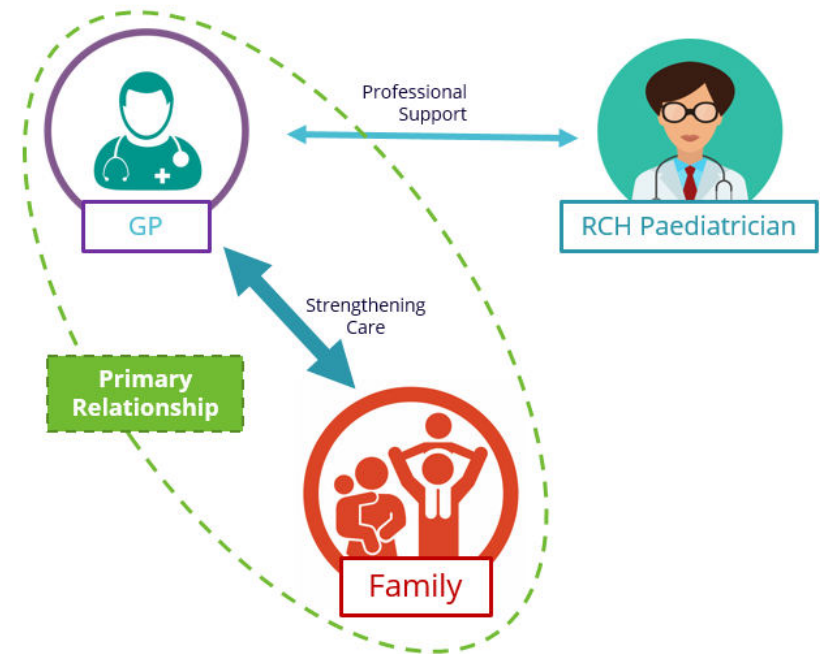 Professional
Support
GP
RCH Paediatrician
Strengthening
Care
Primary
Relationship
Family